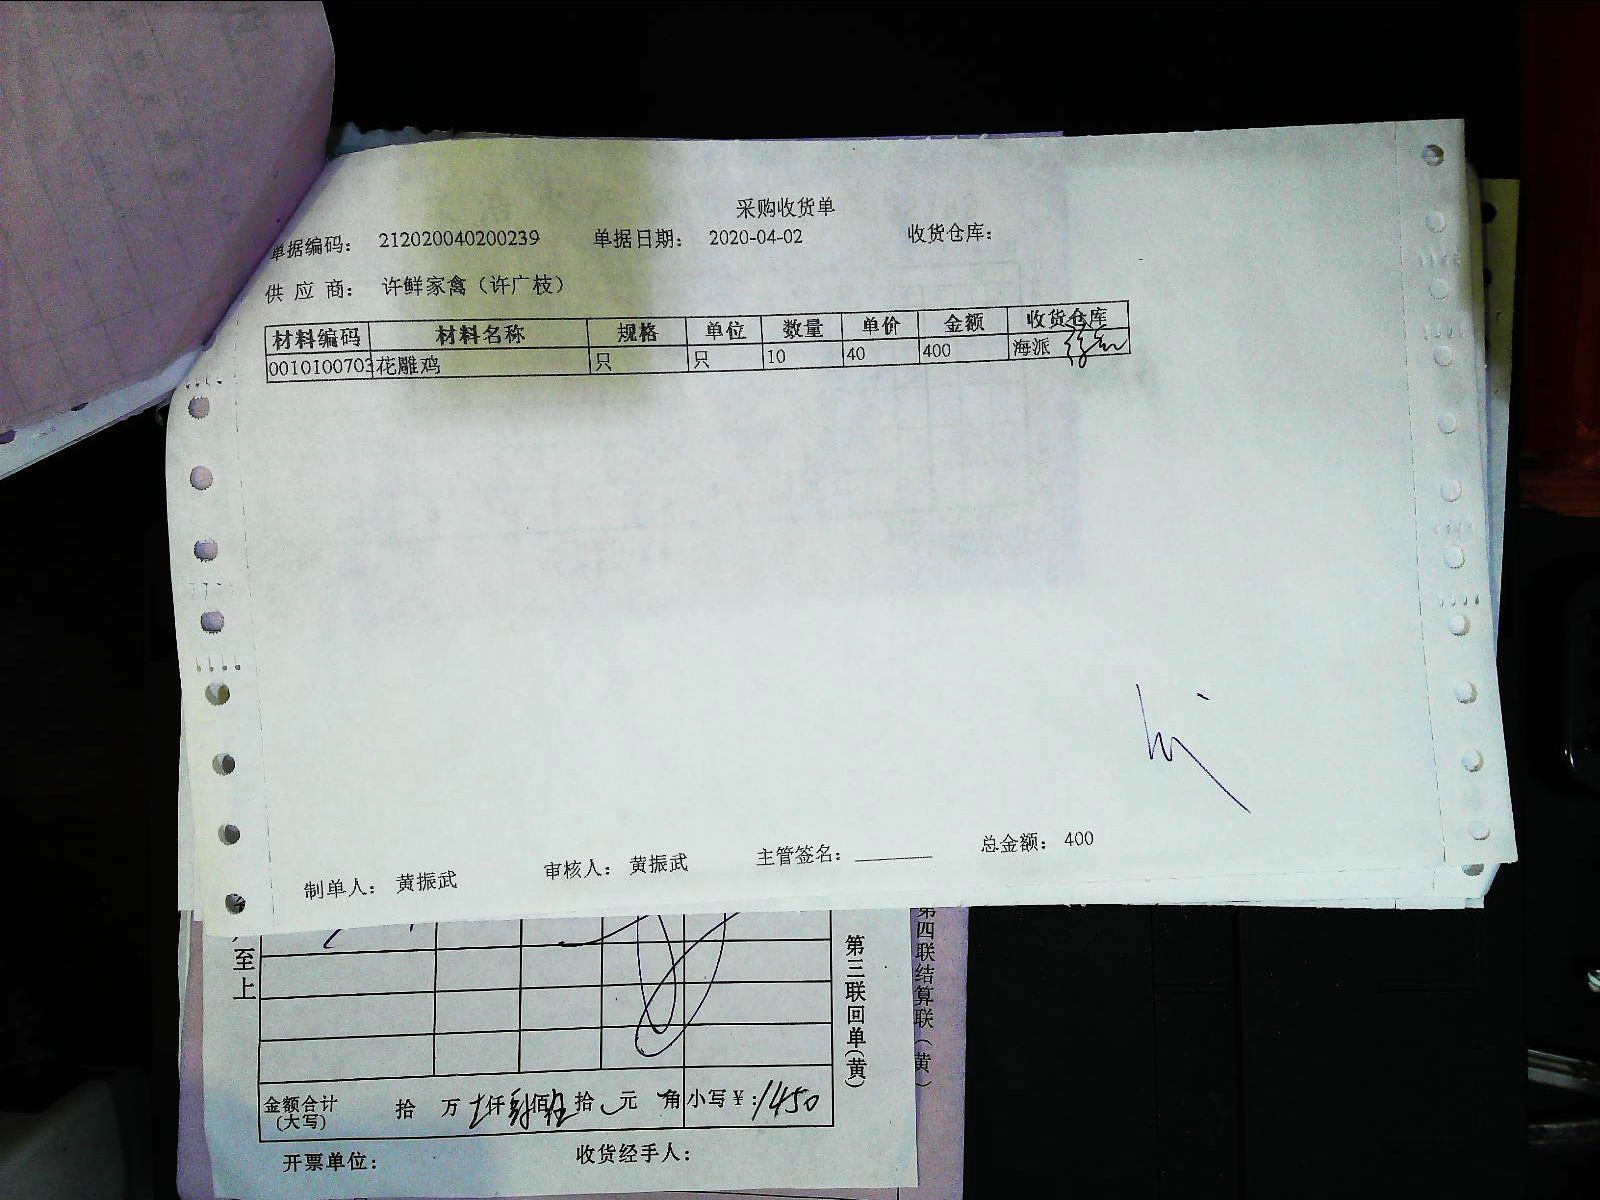 采购收货单
单据编码： 212020040200239 单据日期： 2020-04-02 收货仓库：
供 应 商： 许鲜家禽（许广枝）
材料编码 材料名称 规格 单位 数量 单价 金额 收货仓库
0010100703 花雕鸡 只 只 10 40 400 海派
制单人： 黄振武 审核人： 黄振武 主管签名： 总金额： 400
至上
第三联回单(黄)
第四联结算联（黄）
金额合计 拾 万 仟 佰 拾 元 角 小写￥：1450
(大写)
开票单位： 收货经手人：